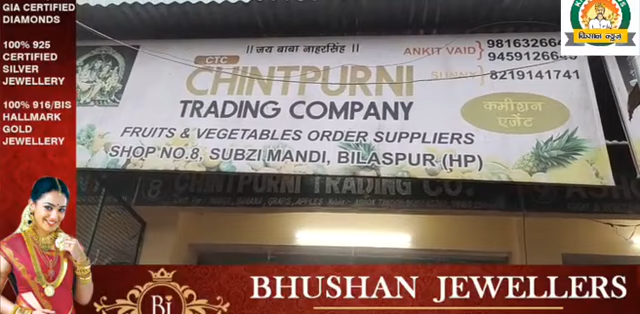 GIA CERTIFIED
DIAMONDS
100% 925
CERTIFIED
SILVER
JEWELLERY
100% 916/BIS
HALLMARK
GOLD
JEWELLERY
|| जय बाबा नाहरसिंह ||
CTC
CHINTPURNI
TRADING COMPANY
FRUITS & VEGETABLES ORDER SUPPLIERS
SHOP NO.8, SUBZI MANDI, BILASPUR (HP)
ANKIT VAID
SUNNY
8219141741
कमीशन
एजेंट
8 CHINTPURNI TRADING CO.
BJ
BHUSHAN JEWELLERS